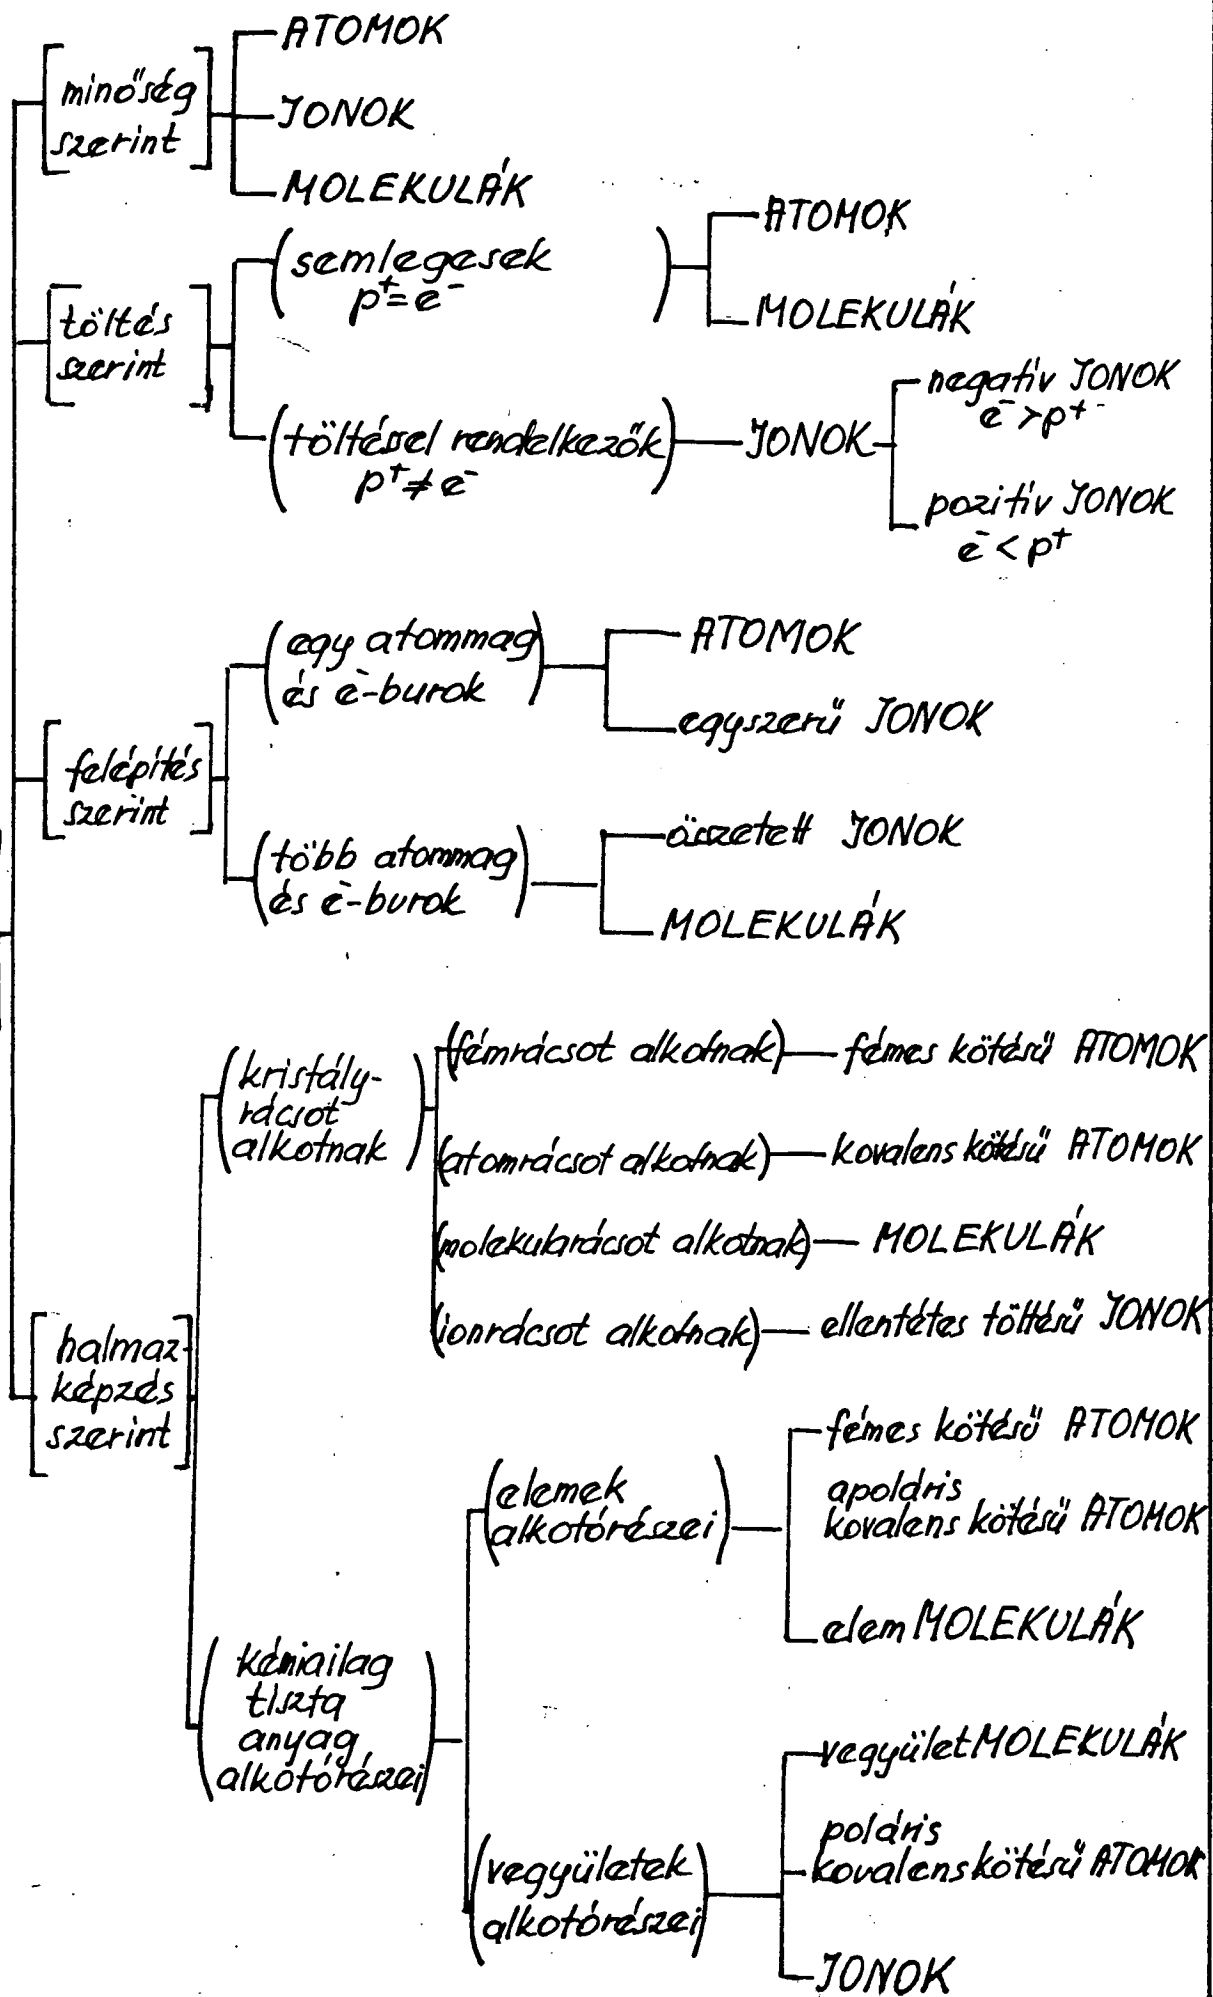 minőség
szerint
ATOMOK
JONOK
MOLEKULÁK
töltés
szerint
semlegesek
p⁺=e⁻
ATOMOK
MOLEKULÁK
töltéssel rendelkezők
p⁺≠e⁻
JONOK
negatív JONOK
e⁻>p⁺
pozitív JONOK
e⁻<p⁺
felépítés
szerint
(egy atommag
és e⁻-burok)
ATOMOK
egyszerű JONOK
(több atommag
és e⁻-burok)
összetett JONOK
MOLEKULÁK
halmaz-
képzés
szerint
(kristály-
rácsot
alkotnak)
(fémrácsot alkotnak)
fémes kötésű ATOMOK
(atomrácsot alkotnak)
kovalens kötésű ATOMOK
(molekularácsot alkotnak)
MOLEKULÁK
(ionrácsot alkotnak)
ellentétes töltésű JONOK
(kémiailag
tiszta
anyag
alkotórészei)
(elemek
alkotórészei)
fémes kötésű ATOMOK
apoláris
kovalens kötésű ATOMOK
elem MOLEKULÁK
(vegyületek
alkotórészei)
vegyület MOLEKULÁK
poláris
kovalens kötésű ATOMOK
JONOK